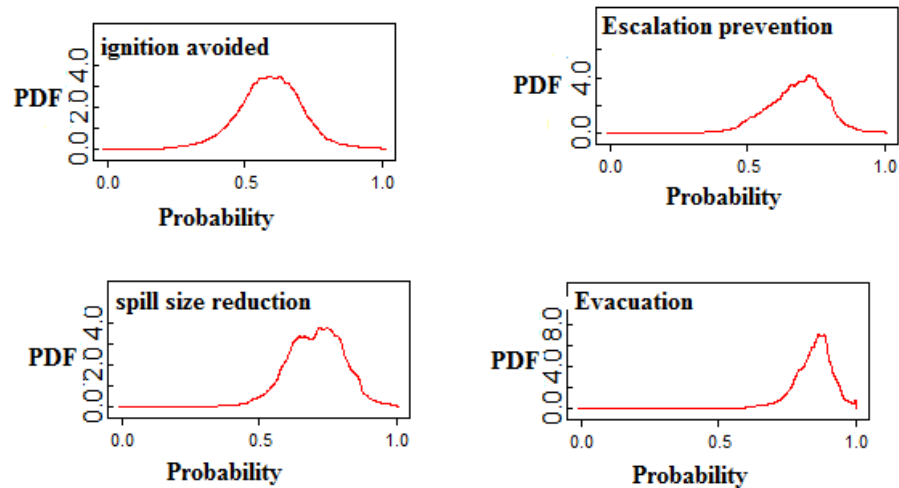 ignition avoided
PDF
0.0 2.0 4.0
0.0 0.5 1.0
Probability
Escalation prevention
PDF
0.0 4.0
0.0 0.5 1.0
Probability
spill size reduction
PDF
0.0 2.0 4.0
0.0 0.5 1.0
Probability
Evacuation
PDF
0.0 4.0 8.0
0.0 0.5 1.0
Probability